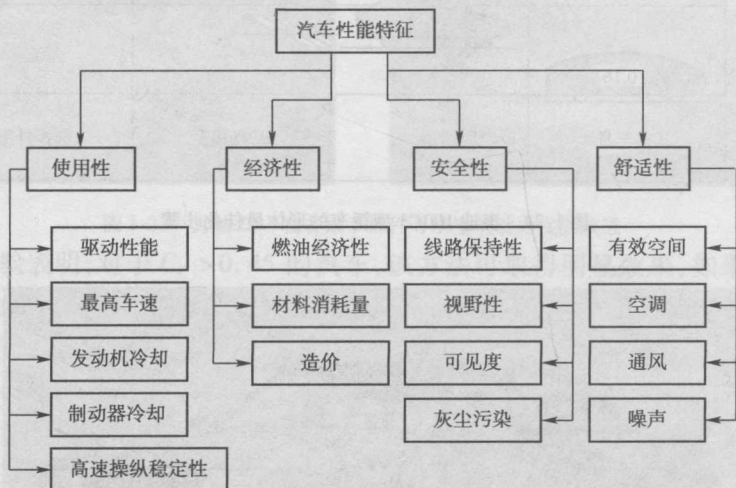 汽车性能特征
使用性
经济性
安全性
舒适性
驱动性能
燃油经济性
线路保持性
有效空间
最高车速
材料消耗量
视野性
空调
发动机冷却
造价
可见度
通风
制动器冷却
灰尘污染
噪声
高速操纵稳定性